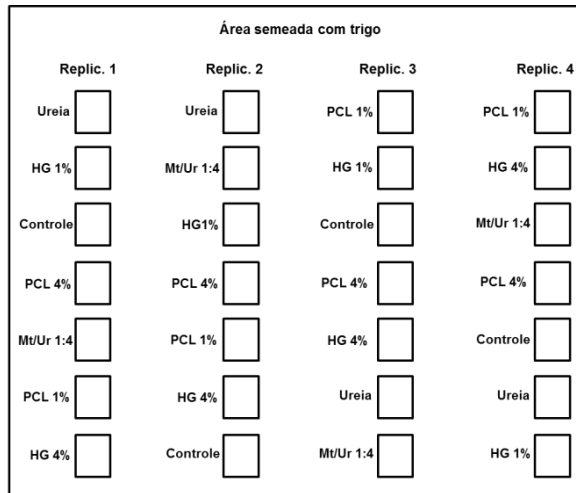 Área semeada com trigo
Replic. 1 Replic. 2 Replic. 3 Replic. 4
Ureia Ureia PCL 1% PCL 1%
HG 1% Mt/Ur 1:4 HG 1% HG 4%
Controle HG1% Controle Mt/Ur 1:4
PCL 4% PCL 4% PCL 4% PCL 4%
Mt/Ur 1:4 PCL 1% HG 4% Controle
PCL 1% HG 4% Ureia Ureia
HG 4% Controle Mt/Ur 1:4 HG 1%